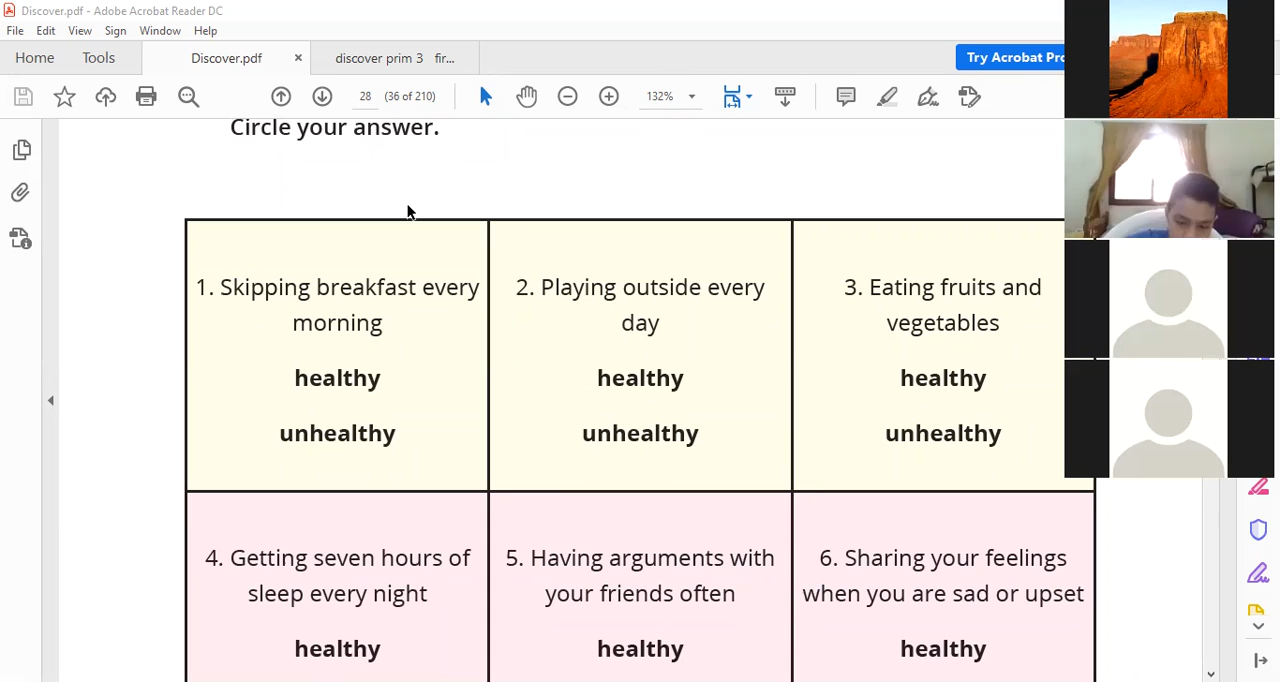 Discover.pdf - Adobe Acrobat Reader DC
File Edit View Sign Window Help
Home Tools Discover.pdf × discover prim 3 fir... Try Acrobat Pro
28 (36 of 210) 132%
Circle your answer.
1. Skipping breakfast every
morning
healthy
unhealthy
2. Playing outside every
day
healthy
unhealthy
3. Eating fruits and
vegetables
healthy
unhealthy
4. Getting seven hours of
sleep every night
healthy
5. Having arguments with
your friends often
healthy
6. Sharing your feelings
when you are sad or upset
healthy